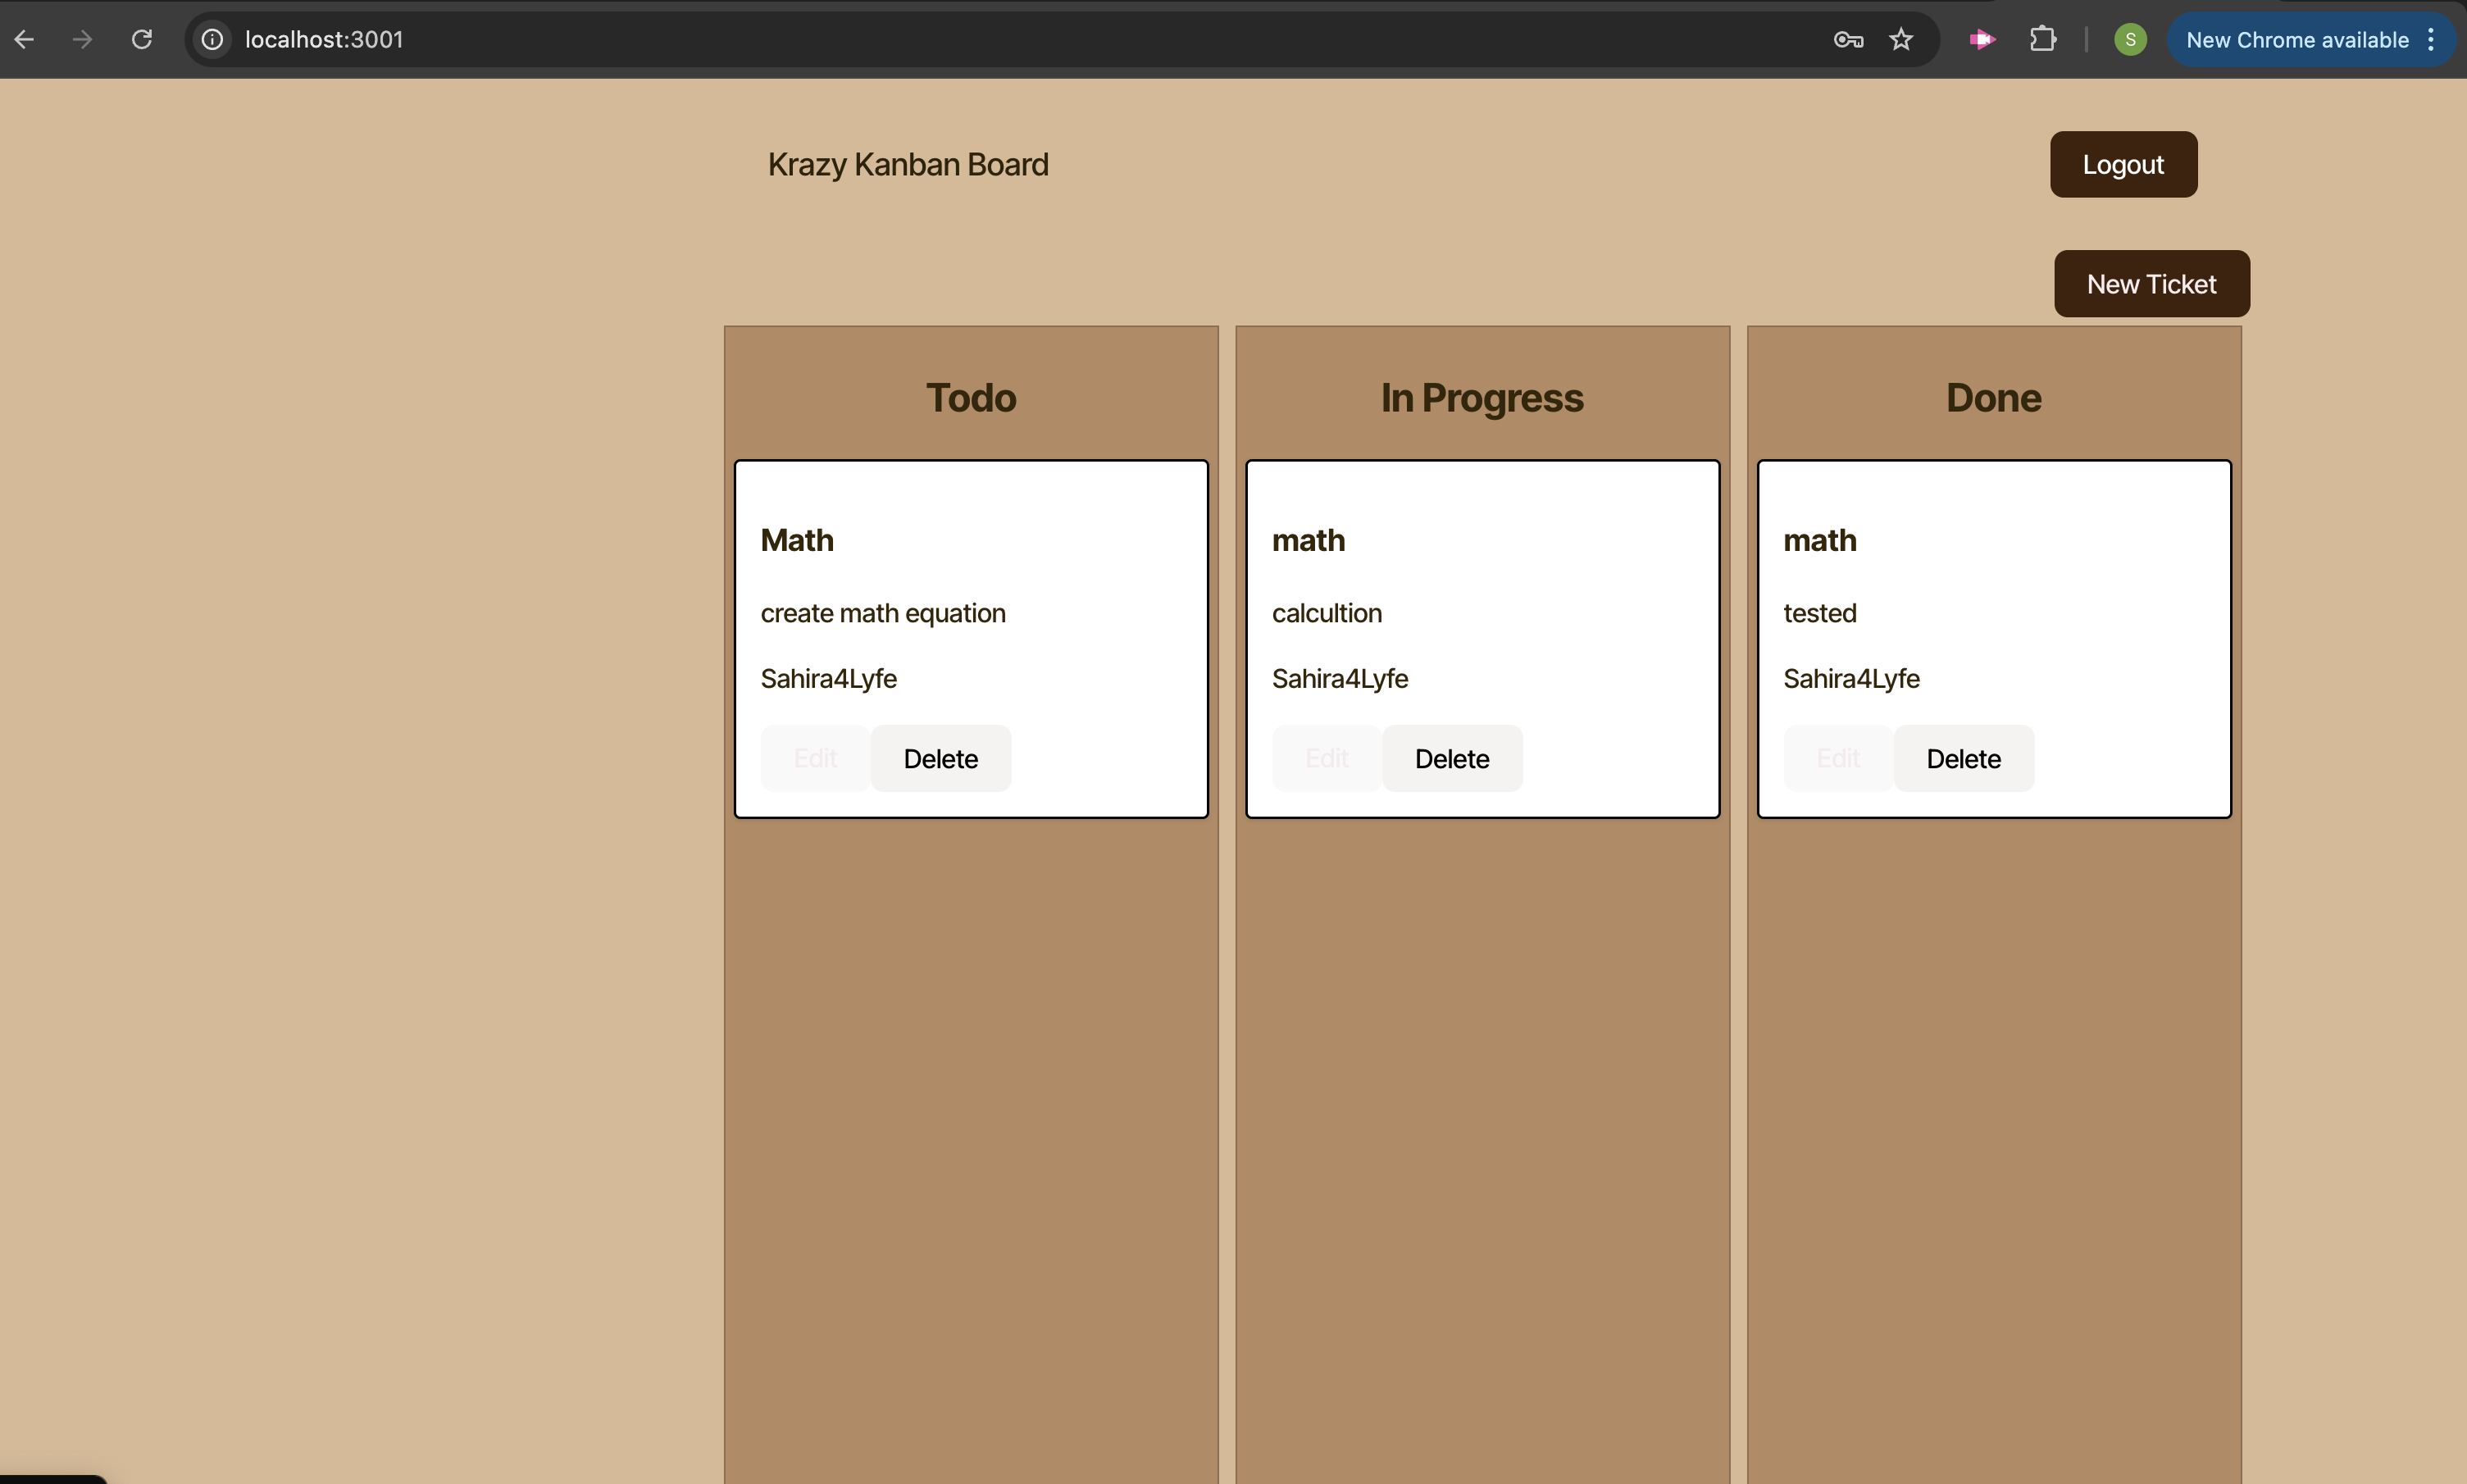 localhost:3001
S
New Chrome available
Krazy Kanban Board
Logout
New Ticket
Todo
Math
create math equation
Sahira4Lyfe
Edit Delete
In Progress
math
calcultion
Sahira4Lyfe
Edit Delete
Done
math
tested
Sahira4Lyfe
Edit Delete